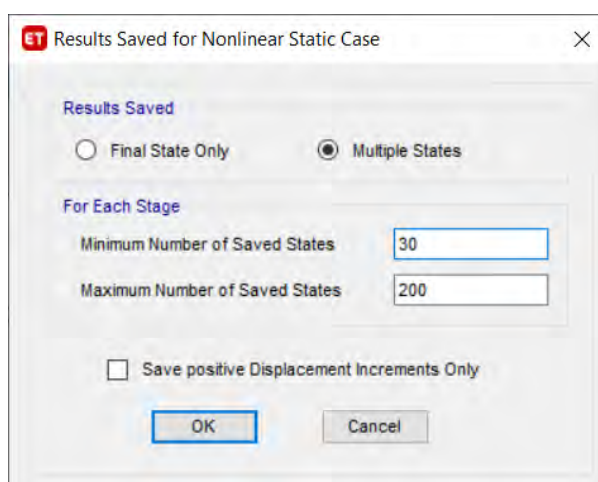 ET Results Saved for Nonlinear Static Case
Results Saved
Final State Only Multiple States
For Each Stage
Minimum Number of Saved States 30
Maximum Number of Saved States 200
Save positive Displacement Increments Only
OK Cancel